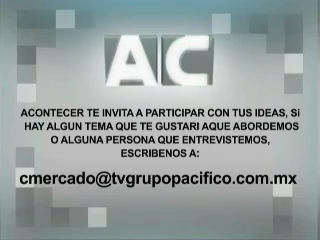 AC
ACONTECER TE INVITA A PARTICIPAR CON TUS IDEAS, Si
HAY ALGUN TEMA QUE TE GUSTARI AQUE ABORDEMOS
O ALGUNA PERSONA QUE ENTREVISTEMOS,
ESCRIBENOS A:
cmercado@tvgrupopacifico.com.mx